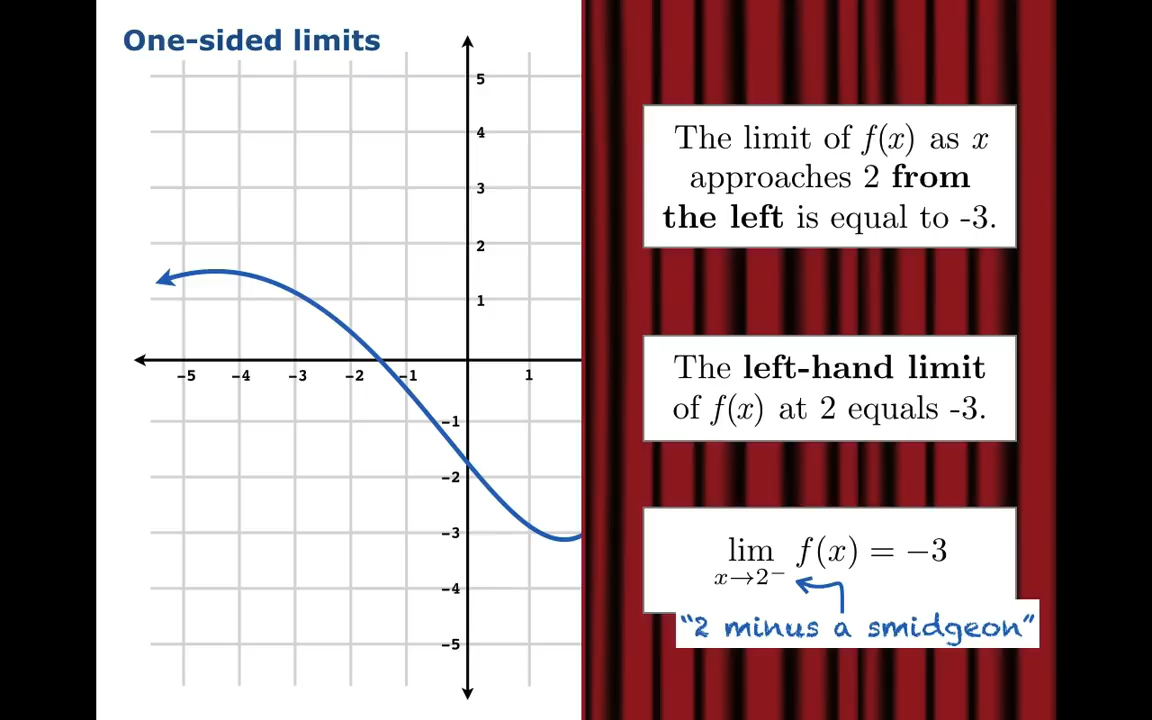 One-sided limits
5
4
3
2
1
-5 -4 -3 -2 -1 1
-1
-2
-3
-4
-5
The limit of f(x) as x
approaches 2 from
the left is equal to -3.
The left-hand limit
of f(x) at 2 equals -3.
lim f(x) = −3
x→2⁻
"2 minus a smidgeon"